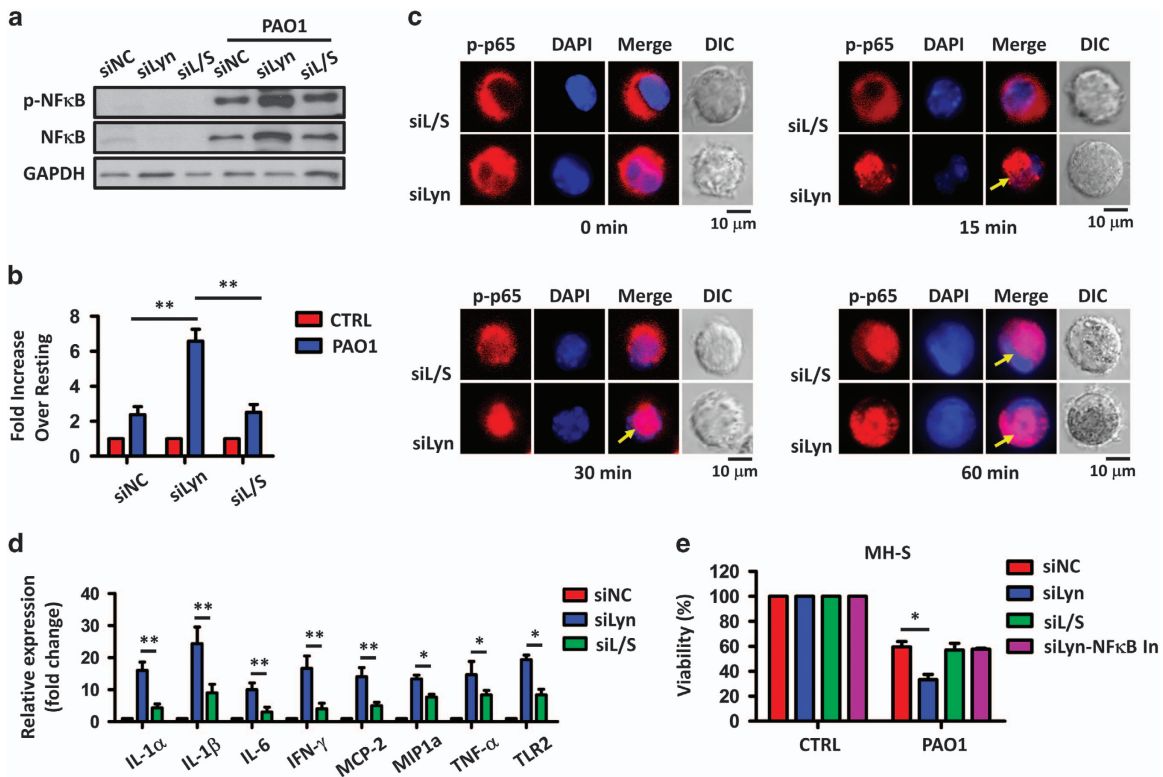 a
PAO1
siNC siLyn siL/S siNC siLyn siL/S
p-NFκB
NFκB
GAPDH
b
** **
Fold Increase
Over Resting
8
6
4
2
0
siNC siLyn siL/S
CTRL
PAO1
c
p-p65 DAPI Merge DIC
siL/S
siLyn
0 min 10 μm
p-p65 DAPI Merge DIC
siL/S
siLyn
15 min 10 μm
p-p65 DAPI Merge DIC
siL/S
siLyn
30 min 10 μm
p-p65 DAPI Merge DIC
siL/S
siLyn
60 min 10 μm
d
Relative expression
(fold change)
40
30
20
10
0
** ** ** ** ** * * *
IL-1α IL-1β IL-6 IFN-γ MCP-2 MIP1a TNF-α TLR2
siNC
siLyn
siL/S
e
MH-S
Viability (%)
120
100
80
60
40
20
0
*
CTRL PAO1
siNC
siLyn
siL/S
siLyn-NFκB In